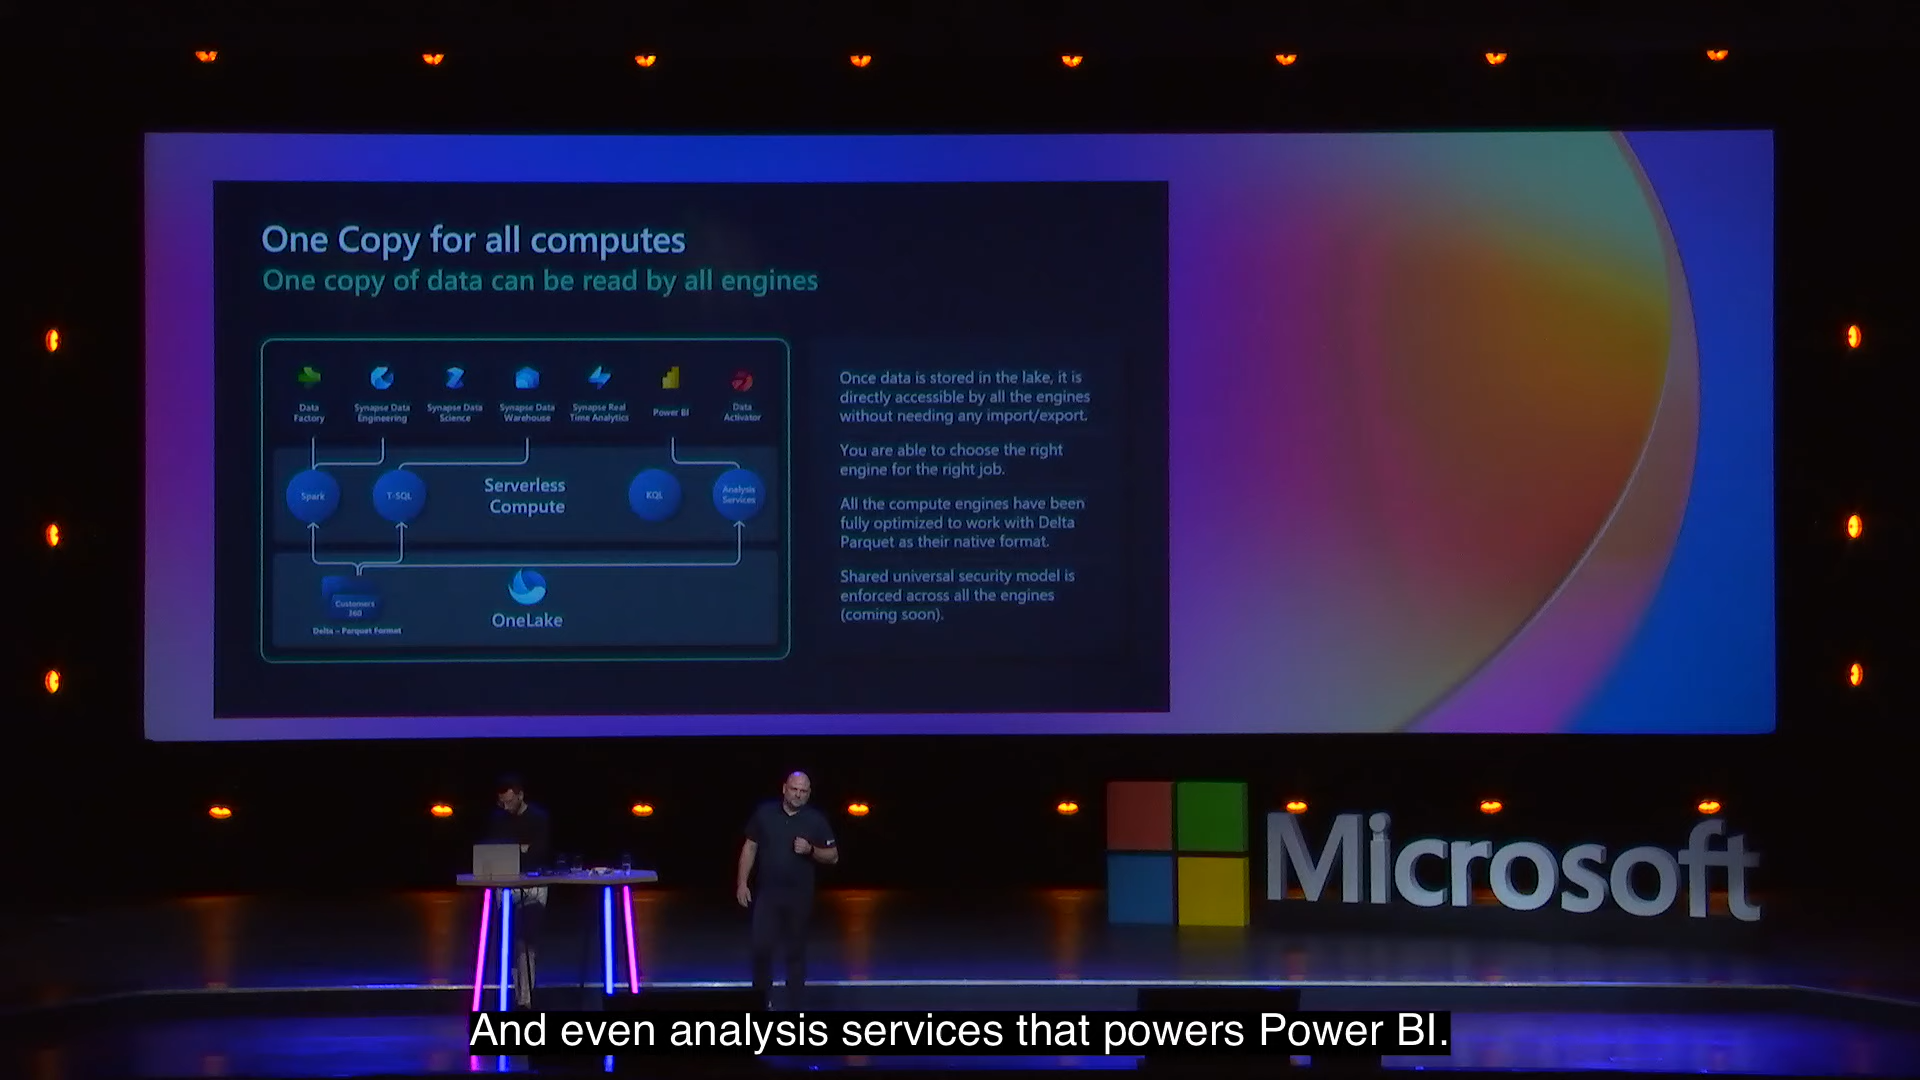 One Copy for all computes
One copy of data can be read by all engines
Data
Factory
Synapse Data
Engineering
Synapse Data
Science
Synapse Data
Warehouse
Synapse Real
Time Analytics
Power BI
Data
Activator
Spark
T-SQL
Serverless
Compute
KQL
Analysis
Services
Customers
360
Delta – Parquet Format
OneLake
Once data is stored in the lake, it is
directly accessible by all the engines
without needing any import/export.
You are able to choose the right
engine for the right job.
All the compute engines have been
fully optimized to work with Delta
Parquet as their native format.
Shared universal security model is
enforced across all the engines
(coming soon).
Microsoft
And even analysis services that powers Power BI.